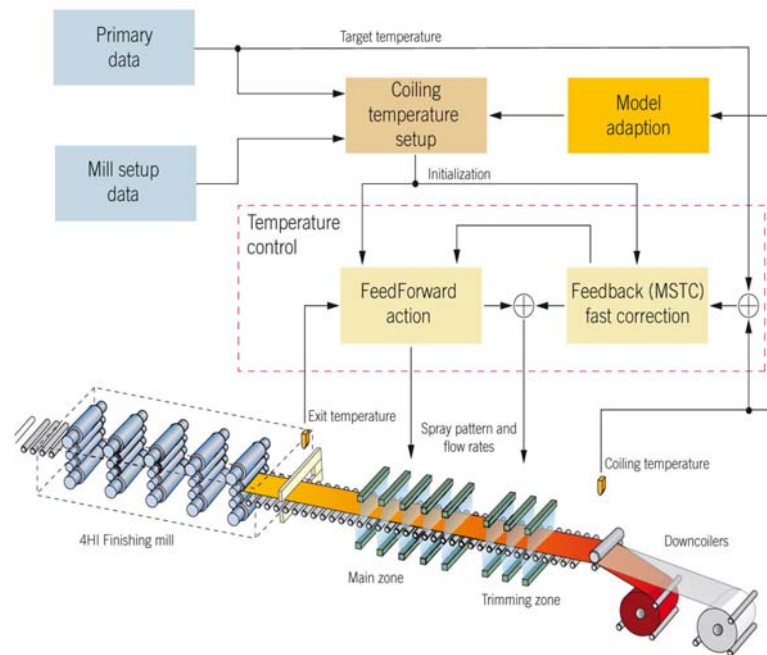 Primary
data
Target temperature
Coiling
temperature
setup
Model
adaption
Mill setup
data
Initialization
Temperature
control
FeedForward
action
Feedback (MSTC)
fast correction
Exit temperature
Spray pattern and
flow rates
Coiling temperature
4HI Finishing mill
Main zone
Trimming zone
Downcoilers